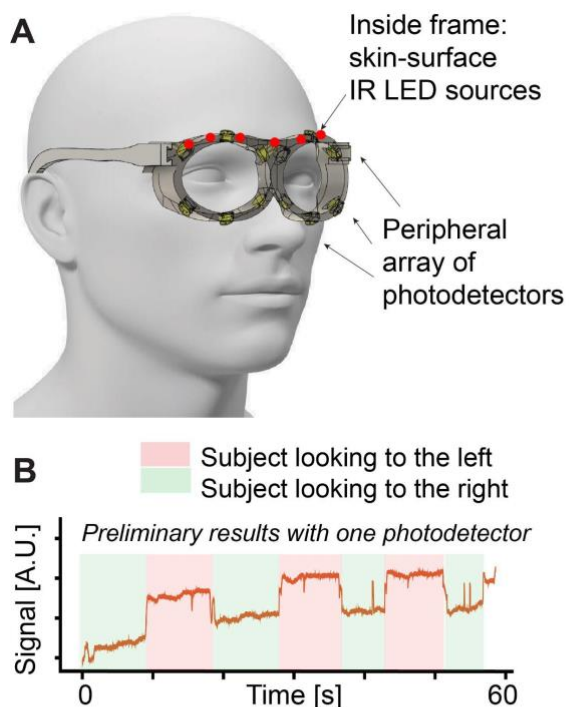 A
Inside frame:
skin-surface
IR LED sources
Peripheral
array of
photodetectors
B
Subject looking to the left
Subject looking to the right
Preliminary results with one photodetector
Signal [A.U.]
0
Time [s]
60